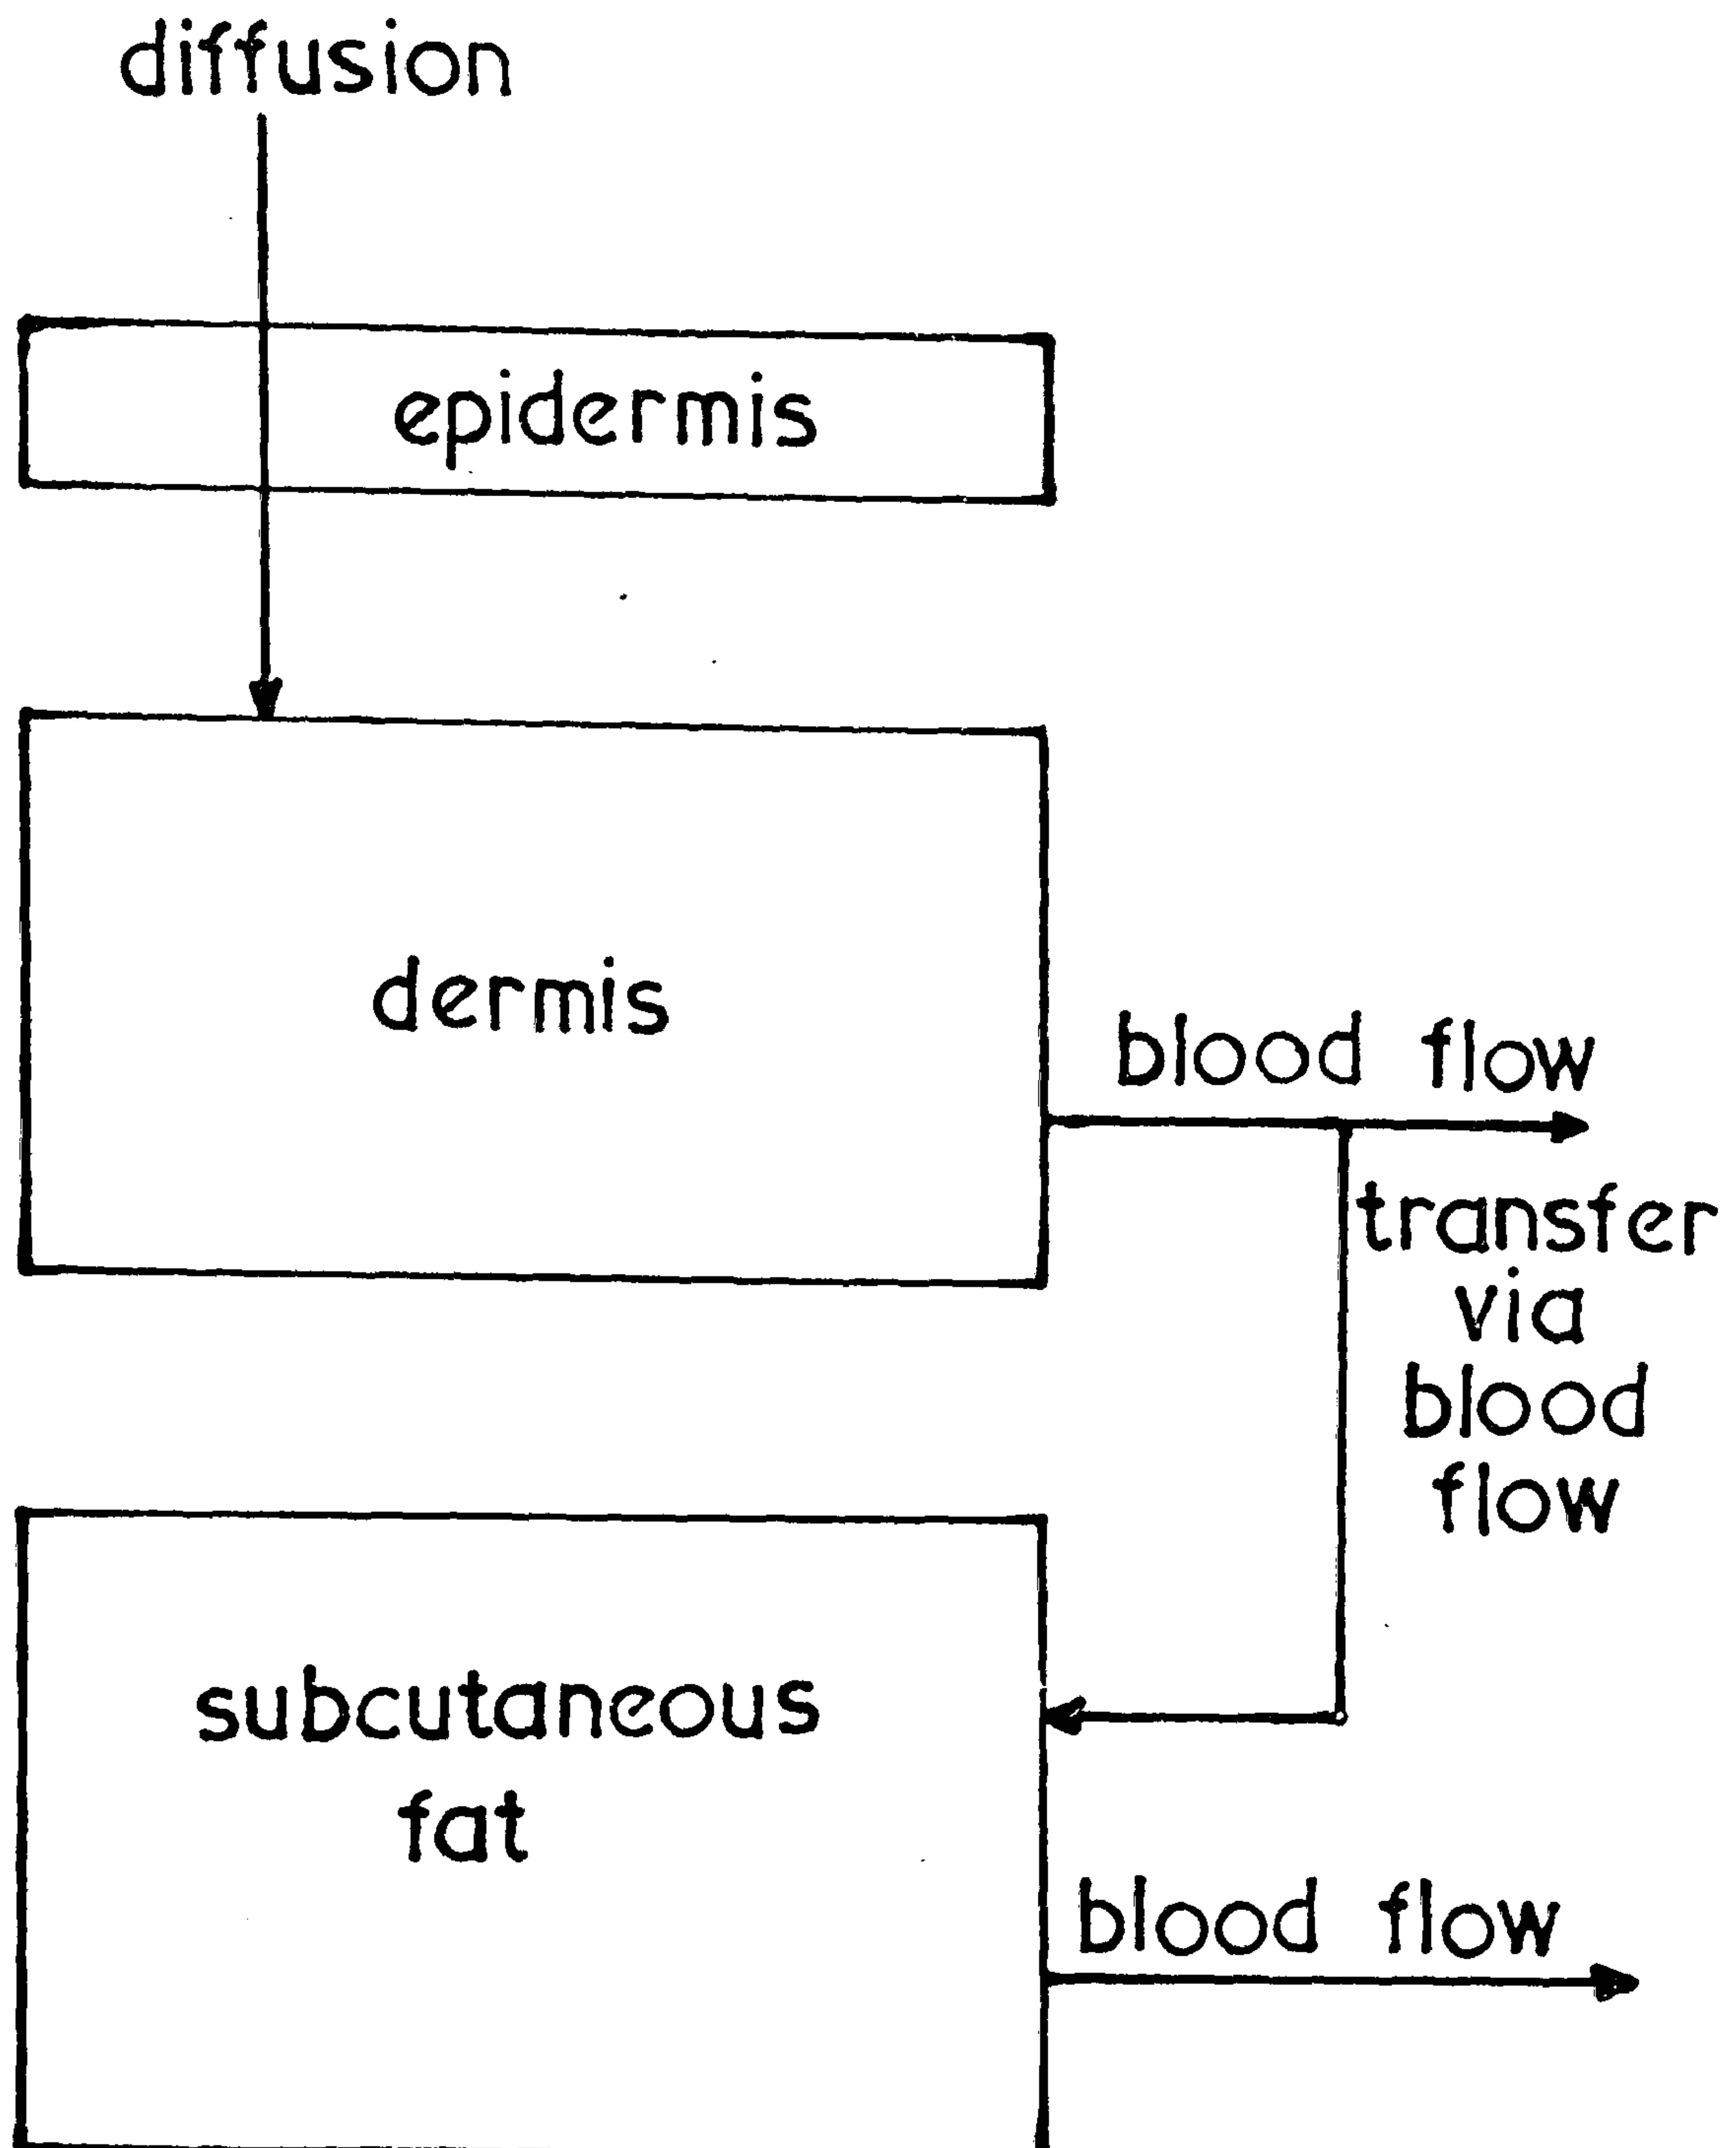 diffusion
epidermis
dermis
blood flow
transfer
via
blood
flow
subcutaneous
fat
blood flow